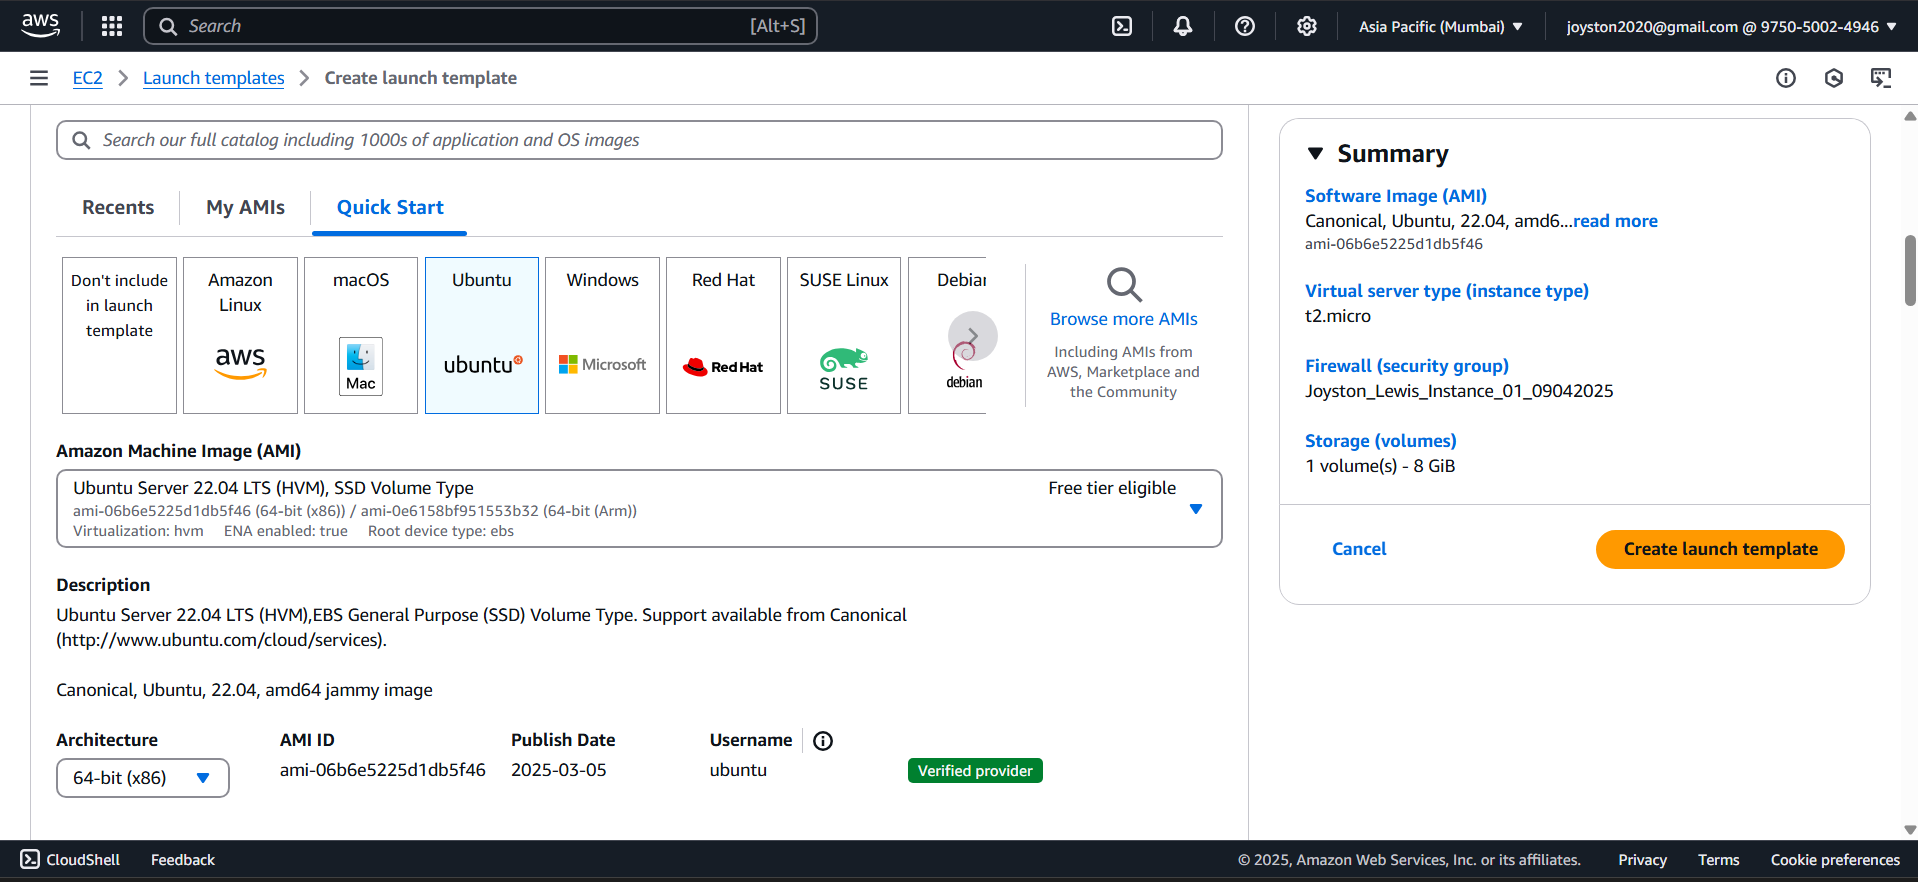 aws
Search [Alt+S]
Asia Pacific (Mumbai)
joyston2020@gmail.com @ 9750-5002-4946
EC2
Launch templates
Create launch template
Search our full catalog including 1000s of application and OS images
Recents
My AMIs
Quick Start
Don't include
in launch
template
Amazon
Linux
aws
macOS
Mac
Ubuntu
ubuntu
Windows
Microsoft
Red Hat
Red Hat
SUSE Linux
SUSE
Debian
debian
Browse more AMIs
Including AMIs from
AWS, Marketplace and
the Community
Amazon Machine Image (AMI)
Ubuntu Server 22.04 LTS (HVM), SSD Volume Type
Free tier eligible
ami-06b6e5225d1db5f46 (64-bit (x86)) / ami-0e6158bf951553b32 (64-bit (Arm))
Virtualization: hvm ENA enabled: true Root device type: ebs
Description
Ubuntu Server 22.04 LTS (HVM),EBS General Purpose (SSD) Volume Type. Support available from Canonical
(http://www.ubuntu.com/cloud/services).
Canonical, Ubuntu, 22.04, amd64 jammy image
Architecture
64-bit (x86)
AMI ID
ami-06b6e5225d1db5f46
Publish Date
2025-03-05
Username
ubuntu
Verified provider
Summary
Software Image (AMI)
Canonical, Ubuntu, 22.04, amd6...read more
ami-06b6e5225d1db5f46
Virtual server type (instance type)
t2.micro
Firewall (security group)
Joyston_Lewis_Instance_01_09042025
Storage (volumes)
1 volume(s) - 8 GiB
Cancel
Create launch template
CloudShell
Feedback
© 2025, Amazon Web Services, Inc. or its affiliates.
Privacy
Terms
Cookie preferences